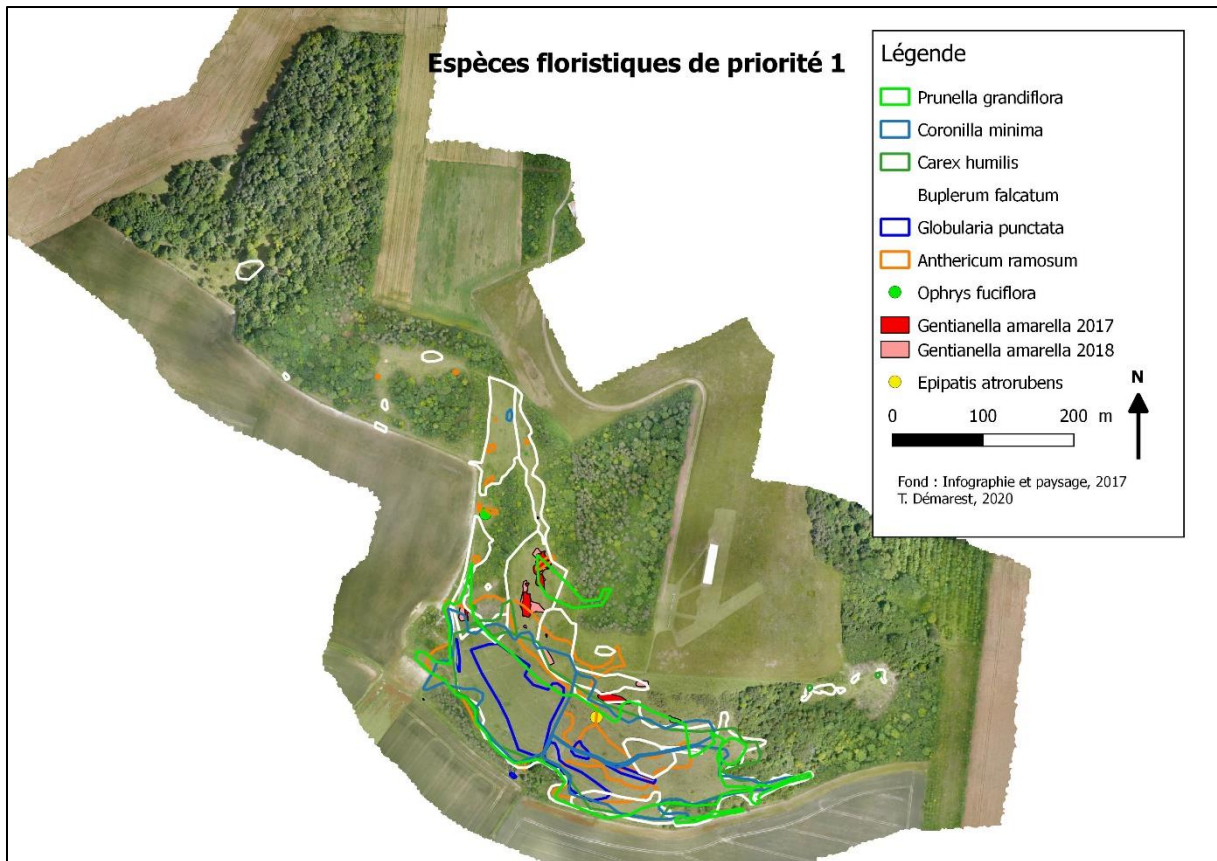 Espèces floristiques de priorité 1
Légende
Prunella grandiflora
Coronilla minima
Carex humilis
Buplerum falcatum
Globularia punctata
Anthericum ramosum
Ophrys fuciflora
Gentianella amarella 2017
Gentianella amarella 2018
Epipatis atrorubens
N
0 100 200 m
Fond : Infographie et paysage, 2017
T. Démarest, 2020